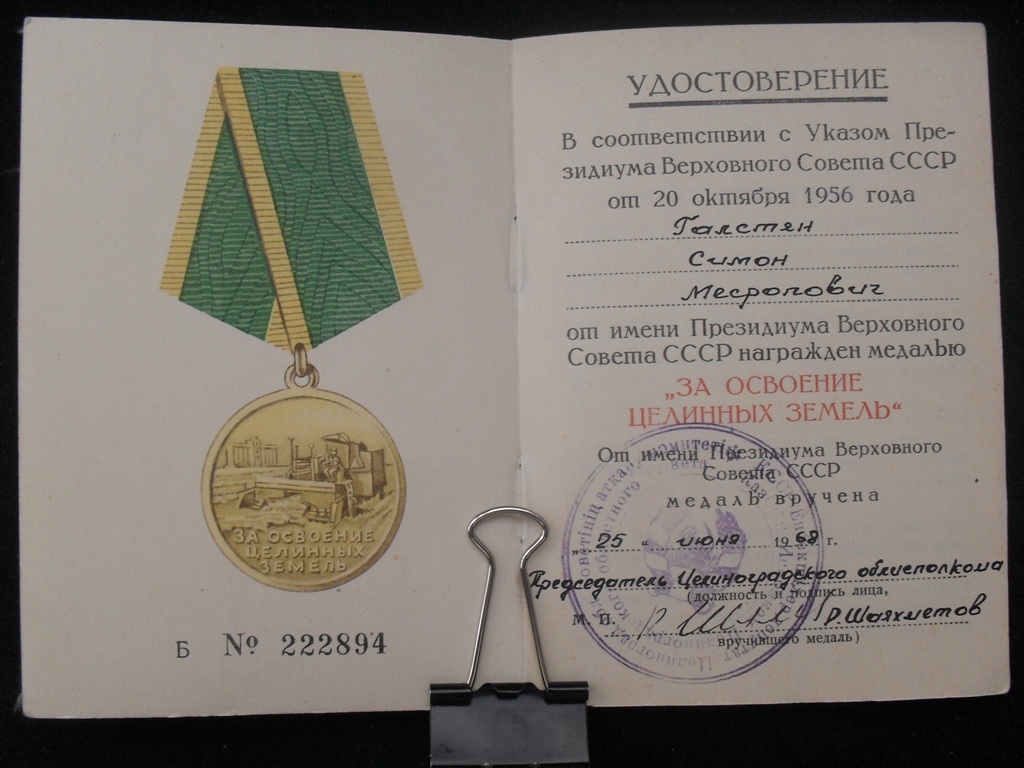 ЗА ОСВОЕНИЕ
ЦЕЛИННЫХ
ЗЕМЕЛЬ
Б № 222894
УДОСТОВЕРЕНИЕ
В соответствии с Указом Пре-
зидиума Верховного Совета СССР
от 20 октября 1956 года
Галстян
Симон
Месропович
от имени Президиума Верховного
Совета СССР награжден медалью
„ЗА ОСВОЕНИЕ
ЦЕЛИННЫХ ЗЕМЕЛЬ“
От имени Президиума Верховного
Совета СССР
медаль вручена
„25“ июня 1968 г.
Председатель Целиноградского облисполкома
(должность и подпись лица,
М. П. Р. Шаяхметов
вручившего медаль)